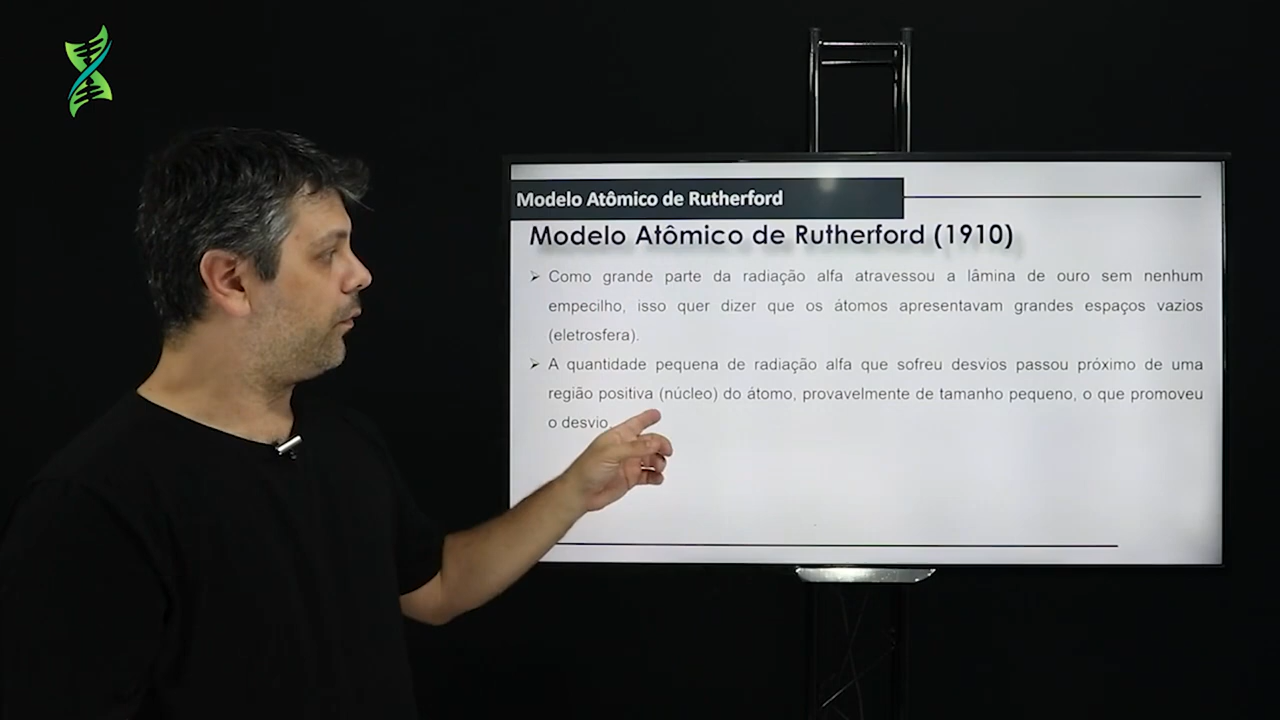 Modelo Atômico de Rutherford
Modelo Atômico de Rutherford (1910)
Como grande parte da radiação alfa atravessou a lâmina de ouro sem nenhum
empecilho, isso quer dizer que os átomos apresentavam grandes espaços vazios
(eletrosfera).
A quantidade pequena de radiação alfa que sofreu desvios passou próximo de uma
região positiva (núcleo) do átomo, provavelmente de tamanho pequeno, o que promoveu
o desvio.